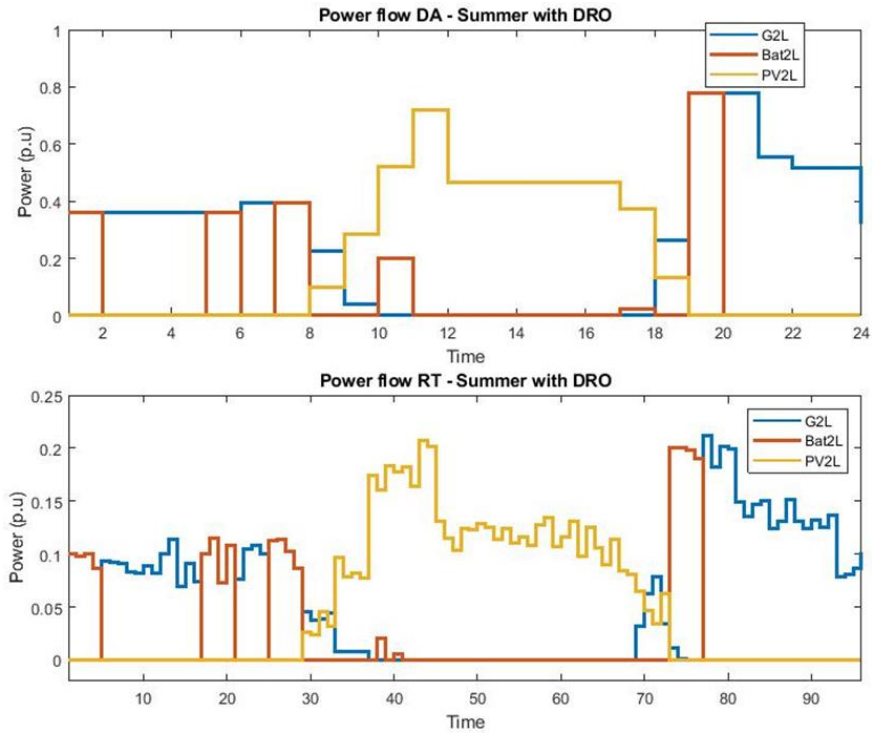 Power flow DA - Summer with DRO
1
0.8
0.6
0.4
0.2
0
Power (p.u)
G2L
Bat2L
PV2L
2 4 6 8 10 12 14 16 18 20 22 24
Time
Power flow RT - Summer with DRO
0.25
0.2
0.15
0.1
0.05
0
Power (p.u)
G2L
Bat2L
PV2L
10 20 30 40 50 60 70 80 90
Time